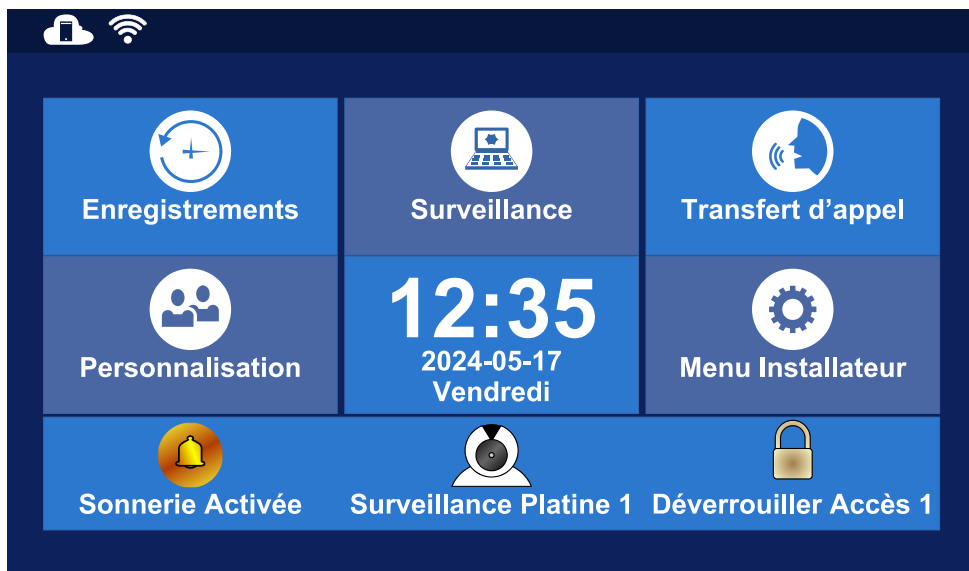 Enregistrements
Surveillance
Transfert d’appel
Personnalisation
12:35
2024-05-17
Vendredi
Menu Installateur
Sonnerie Activée
Surveillance Platine 1
Déverrouiller Accès 1